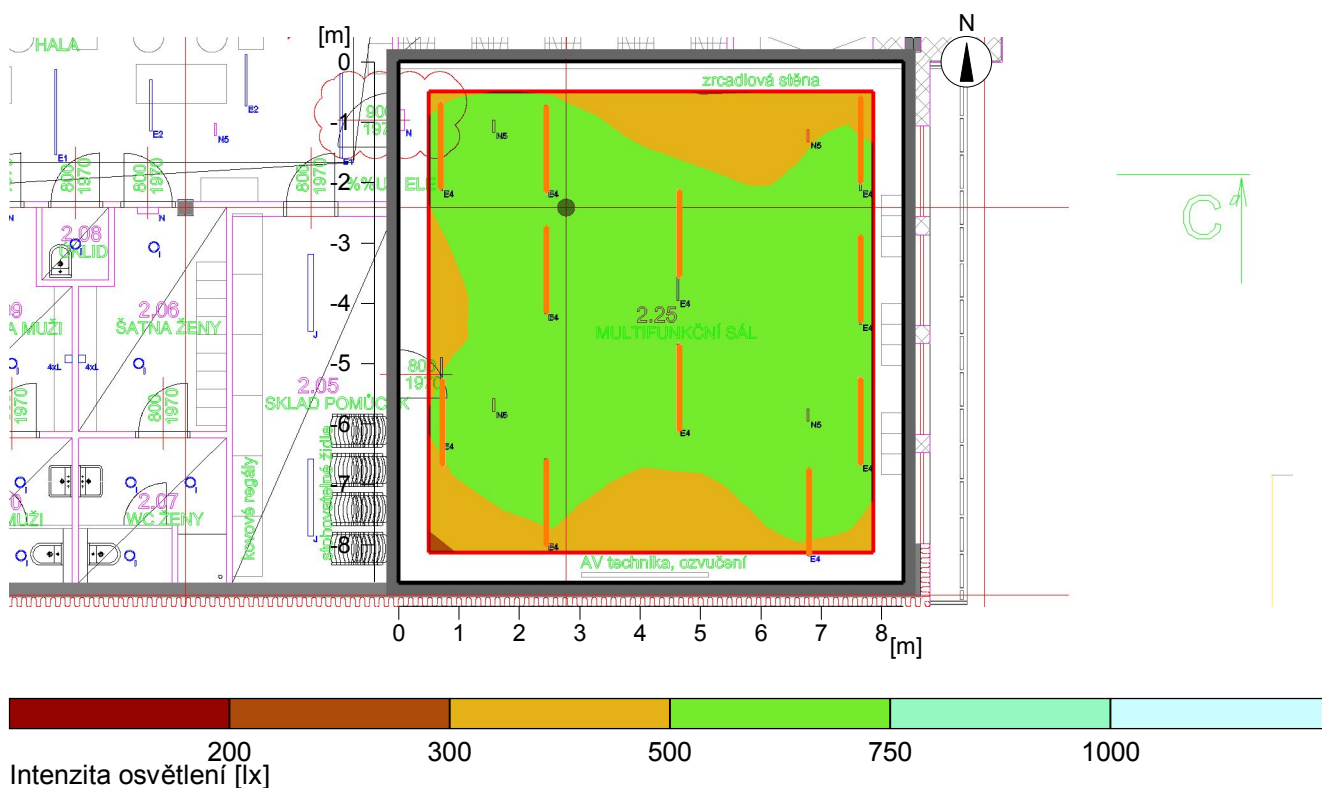 HALA
[m]
N
0
zrcadlová stěna
E2
E2
900
1970
-1
N5
N
N5
N5
E1
800
1970
800
1970
800
1970
E4
E4
E4
-2
N
N
2.08
ÚKLID
I
I
C
-3
2.06
ŠATNA ŽENY
A MUŽI
J
-4
E4
E4
2.25
MULTIFUNKČNÍ SÁL
E4
I
4xL
4xL
I
-5
800
1970
1970
800
1970
2.05
SKLAD POMŮCEK
N5
N5
-6
E4
E4
E4
kovové regály
stohovatelné židle
-7
I
I
I
2.07
WC ŽENY
MUŽI
J
-8
E4
E4
I
I
AV technika, ozvučení
0 1 2 3 4 5 6 7 8
[m]
200 300 500 750 1000
Intenzita osvětlení [lx]